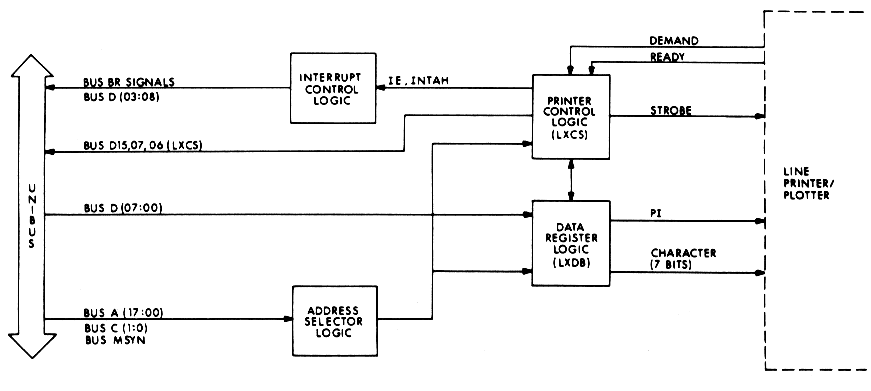 DEMAND
READY
BUS BR SIGNALS
BUS D (03:08)
INTERRUPT
CONTROL
LOGIC
IE, INTAH
PRINTER
CONTROL
LOGIC
(LXCS)
STROBE
BUS D15,07,06 (LXCS)
LINE
PRINTER/
PLOTTER
UNIBUS
BUS D (07:00)
DATA
REGISTER
LOGIC
(LXDB)
PI
CHARACTER
(7 BITS)
BUS A (17:00)
BUS C (1:0)
BUS MSYN
ADDRESS
SELECTOR
LOGIC